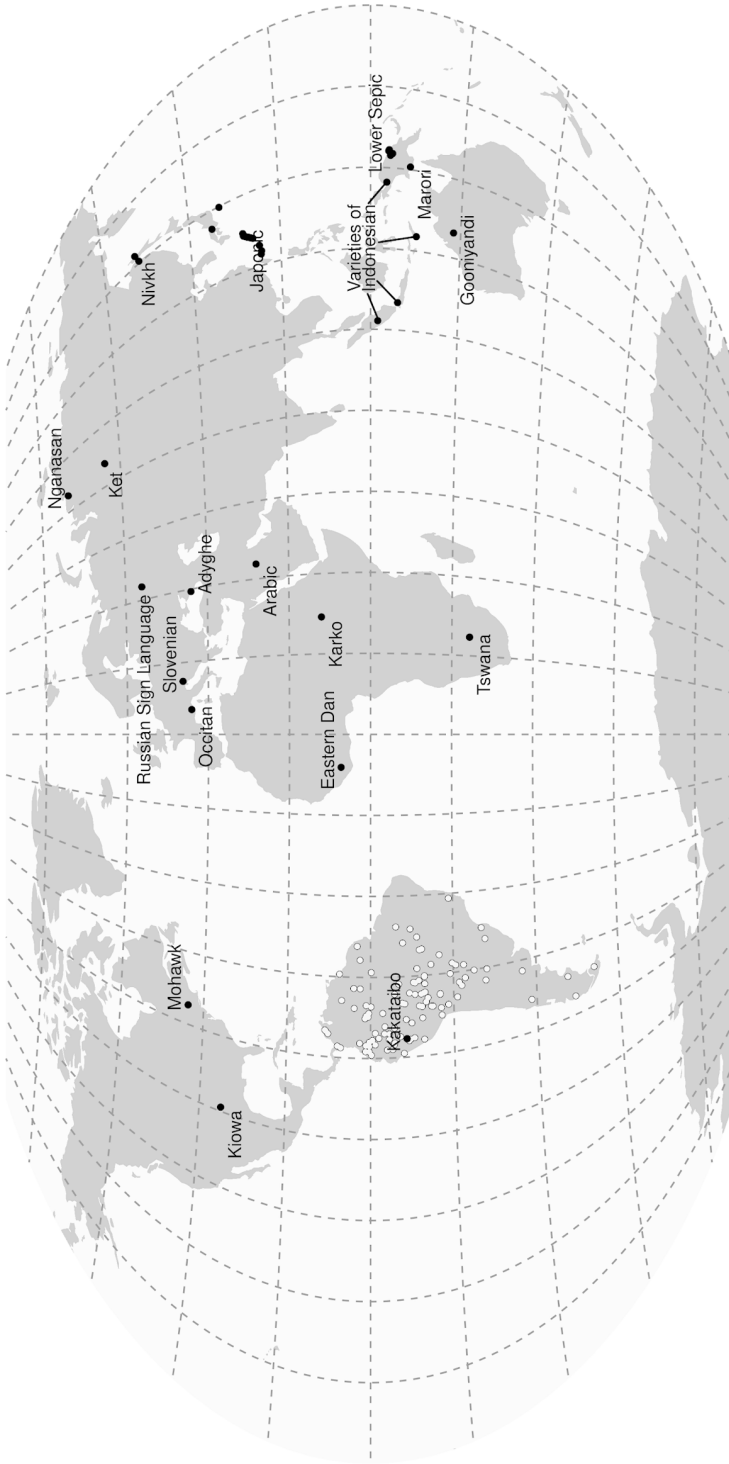 Nganasan
Ket
Nivkh
Russian Sign Language
Slovenian
Adyghe
Occitan
Mohawk
Kiowa
Arabic
Japonic
Karko
Eastern Dan
Varieties of
Indonesian
Lower Sepic
Marori
Kakataibo
Gooniyandi
Tswana